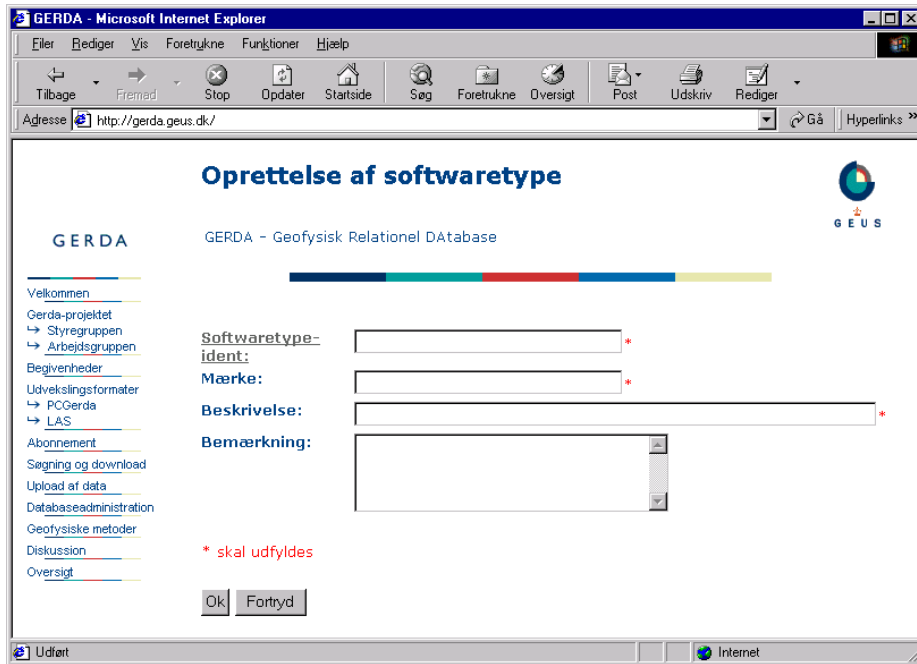 GERDA - Microsoft Internet Explorer
Filer Rediger Vis Foretrukne Funktioner Hjælp
Tilbage Fremad Stop Opdater Startside Søg Foretrukne Oversigt Post Udskriv Rediger
Adresse http://gerda.geus.dk/ Gå Hyperlinks »
Oprettelse af softwaretype
GEUS
GERDA
GERDA - Geofysisk Relationel DAtabase
Velkommen
Gerda-projektet
↪ Styregruppen
↪ Arbejdsgruppen
Begivenheder
Udvekslingsformater
↪ PCGerda
↪ LAS
Abonnement
Søgning og download
Upload af data
Databaseadministration
Geofysiske metoder
Diskussion
Oversigt
Softwaretype-
ident: *
Mærke: *
Beskrivelse: *
Bemærkning:
* skal udfyldes
Ok Fortryd
Udført Internet